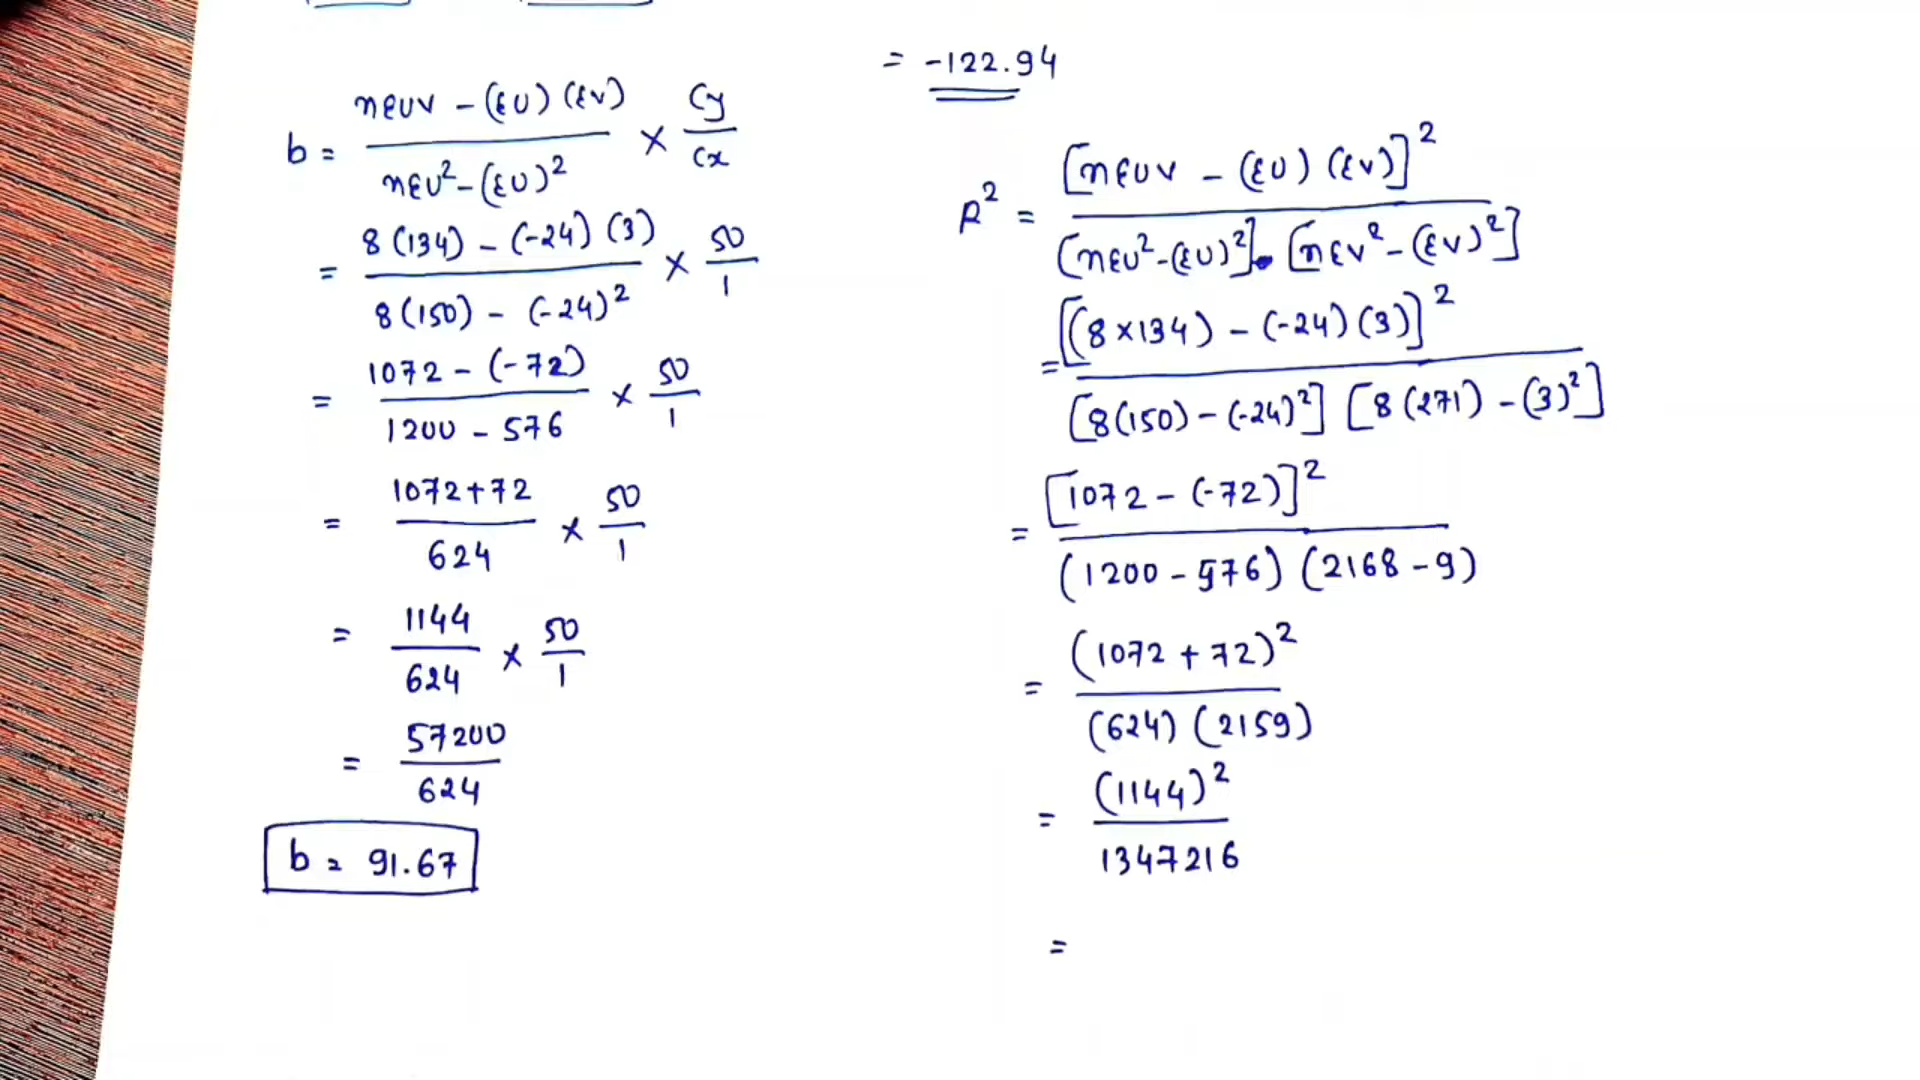 = -122.94
b = nΣUV - (ΣU) (ΣV) / nΣU² - (ΣU)² × Cy / Cx
= 8 (134) - (-24) (3) / 8 (150) - (-24)² × 50 / 1
= 1072 - (-72) / 1200 - 576 × 50 / 1
= 1072 + 72 / 624 × 50 / 1
= 1144 / 624 × 50 / 1
= 57200 / 624
b = 91.67
R² = [nΣUV - (ΣU) (ΣV)]² / [nΣU² - (ΣU)²] . [nΣV² - (ΣV)²]
= [(8 × 134) - (-24) (3)]² / [8(150) - (-24)²] [8 (271) - (3)²]
= [1072 - (-72)]² / (1200 - 576) (2168 - 9)
= (1072 + 72)² / (624) (2159)
= (1144)² / 1347216
=